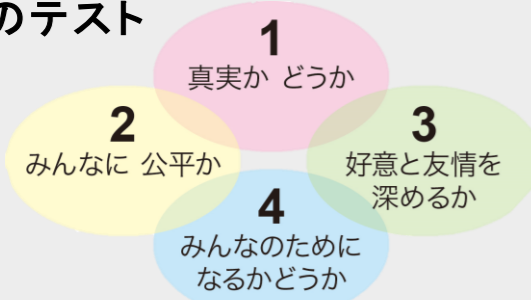 のテスト
1
真実か どうか
2
みんなに 公平か
3
好意と友情を
深めるか
4
みんなのために
なるかどうか